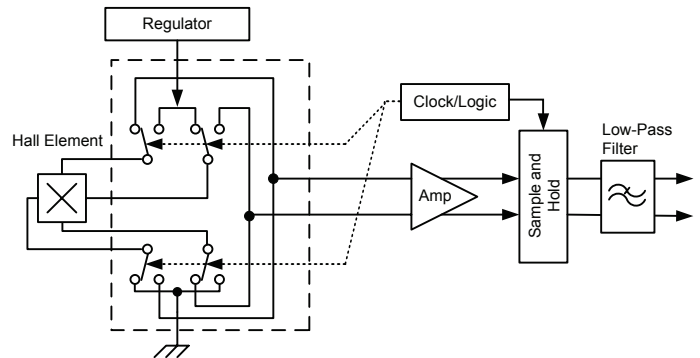 Regulator
Clock/Logic
Hall Element
Low-Pass
Filter
Amp
Sample and
Hold